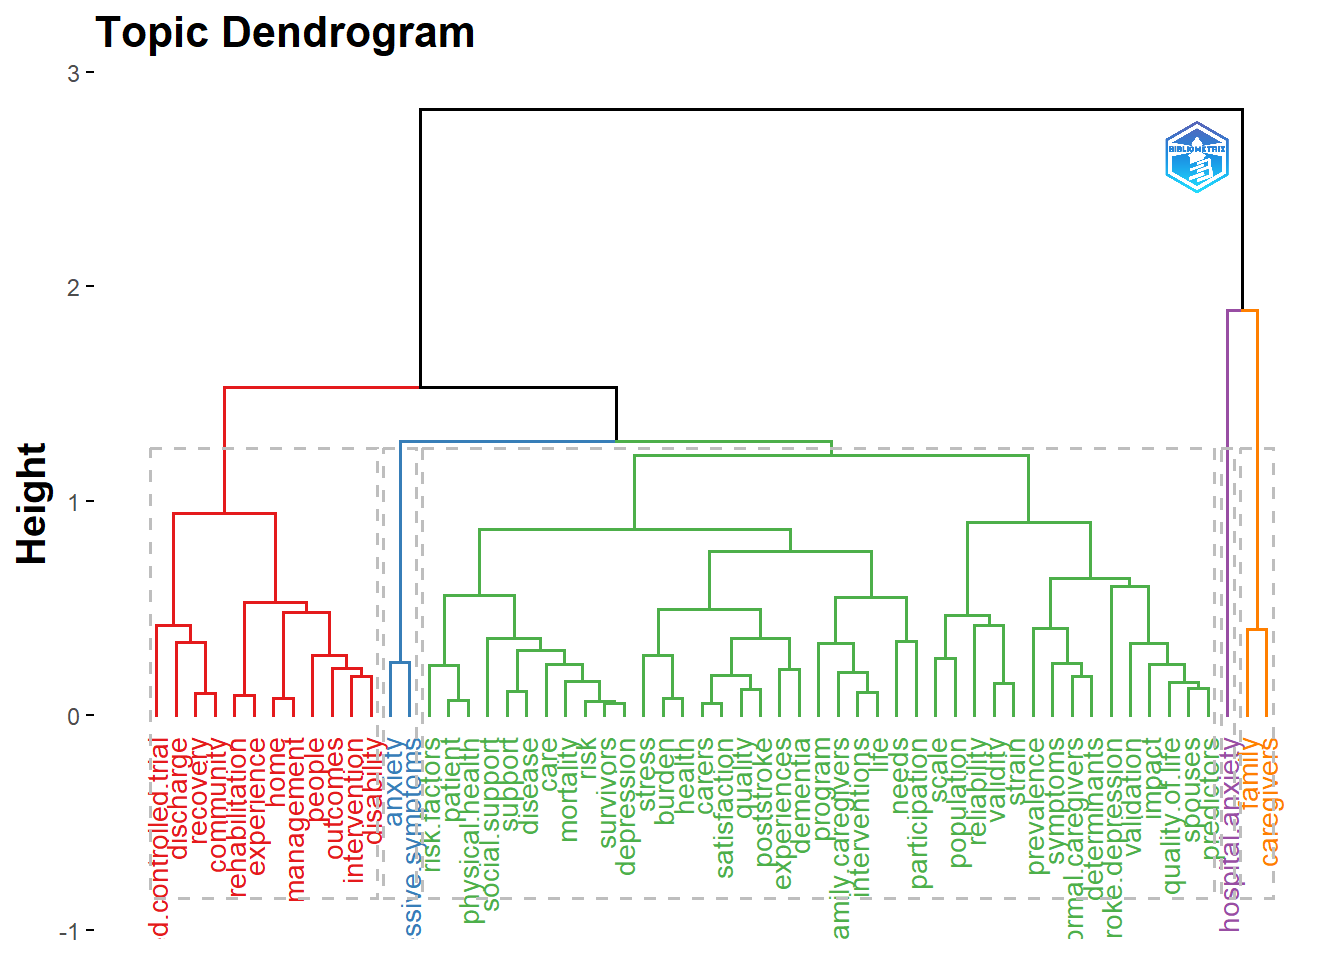 Topic Dendrogram
3
2
1
0
-1
Height
BIBLIOMETRIX
d.controlled.trial
discharge
recovery
community
rehabilitation
experience
home
management
people
outcomes
intervention
disability
anxiety
ssive.symptoms
risk.factors
patient
physical.health
social.support
support
disease
care
mortality
risk
survivors
depression
stress
burden
health
carers
satisfaction
quality
poststroke
experiences
dementia
program
amily.caregivers
interventions
life
needs
participation
scale
population
reliability
validity
strain
prevalence
symptoms
ormal.caregivers
determinants
roke.depression
validation
impact
quality.of.life
spouses
predictors
hospital.anxiety
family
caregivers